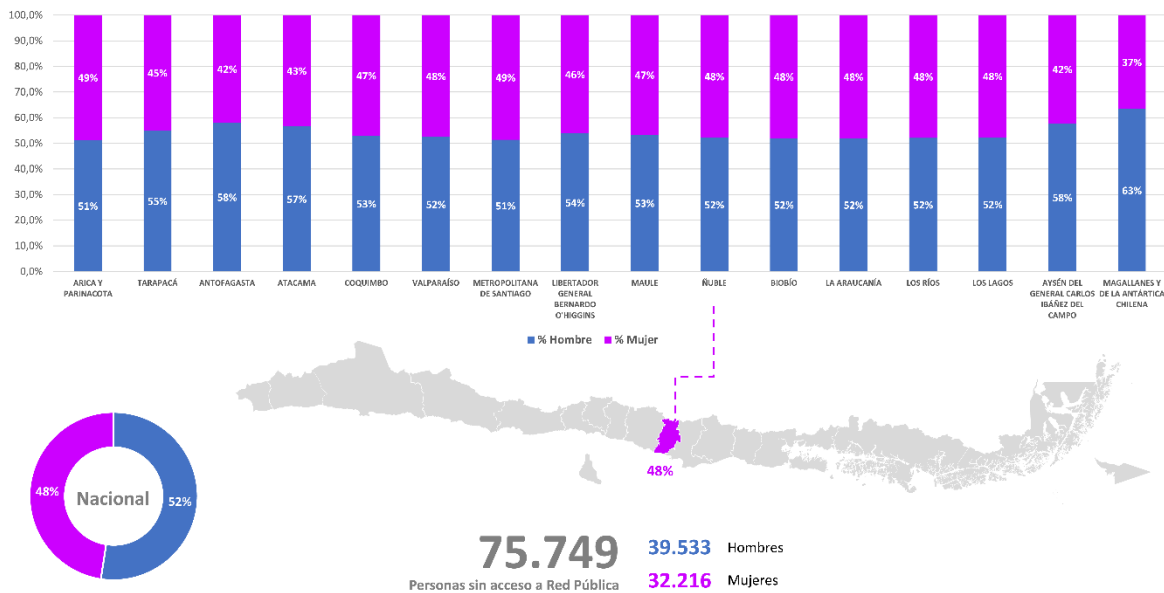 100,0%
90,0%
80,0%
70,0%
60,0%
50,0%
40,0%
30,0%
20,0%
10,0%
0,0%
49%
45%
42%
43%
47%
48%
49%
46%
47%
48%
48%
48%
48%
48%
42%
37%
51%
55%
58%
57%
53%
52%
51%
54%
53%
52%
52%
52%
52%
52%
58%
63%
ARICA Y
PARINACOTA
TARAPACÁ
ANTOFAGASTA
ATACAMA
COQUIMBO
VALPARAÍSO
METROPOLITANA
DE SANTIAGO
LIBERTADOR
GENERAL
BERNARDO
O'HIGGINS
MAULE
ÑUBLE
BIOBÍO
LA ARAUCANÍA
LOS RÍOS
LOS LAGOS
AYSÉN DEL
GENERAL CARLOS
IBÁÑEZ DEL
CAMPO
MAGALLANES Y
DE LA ANTÁRTICA
CHILENA
% Hombre
% Mujer
48%
48%
Nacional
52%
75.749
Personas sin acceso a Red Pública
39.533 Hombres
32.216 Mujeres